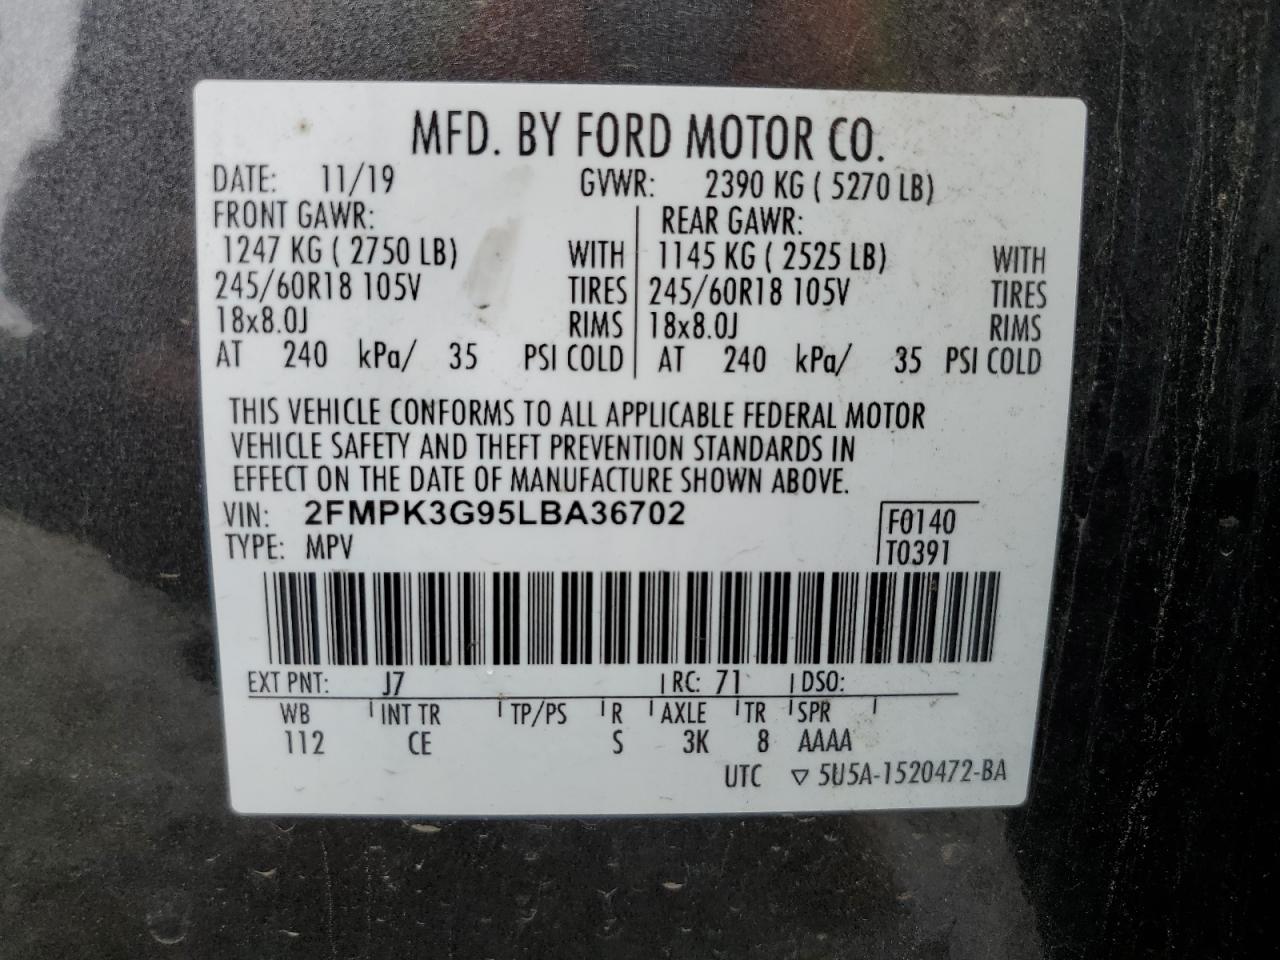 MFD. BY FORD MOTOR CO.
DATE: 11/19 GVWR: 2390 KG ( 5270 LB)
FRONT GAWR: REAR GAWR:
1247 KG ( 2750 LB) WITH 1145 KG ( 2525 LB) WITH
245/60R18 105V TIRES 245/60R18 105V TIRES
18x8.0J RIMS 18x8.0J RIMS
AT 240 kPa/ 35 PSI COLD AT 240 kPa/ 35 PSI COLD
THIS VEHICLE CONFORMS TO ALL APPLICABLE FEDERAL MOTOR
VEHICLE SAFETY AND THEFT PREVENTION STANDARDS IN
EFFECT ON THE DATE OF MANUFACTURE SHOWN ABOVE.
VIN: 2FMPK3G95LBA36702 F0140
TYPE: MPV T0391
EXT PNT: J7 RC: 71 DSO:
WB INT TR TP/PS R AXLE TR SPR
112 CE S 3K 8 AAAA
UTC ▽ 5U5A-1520472-BA